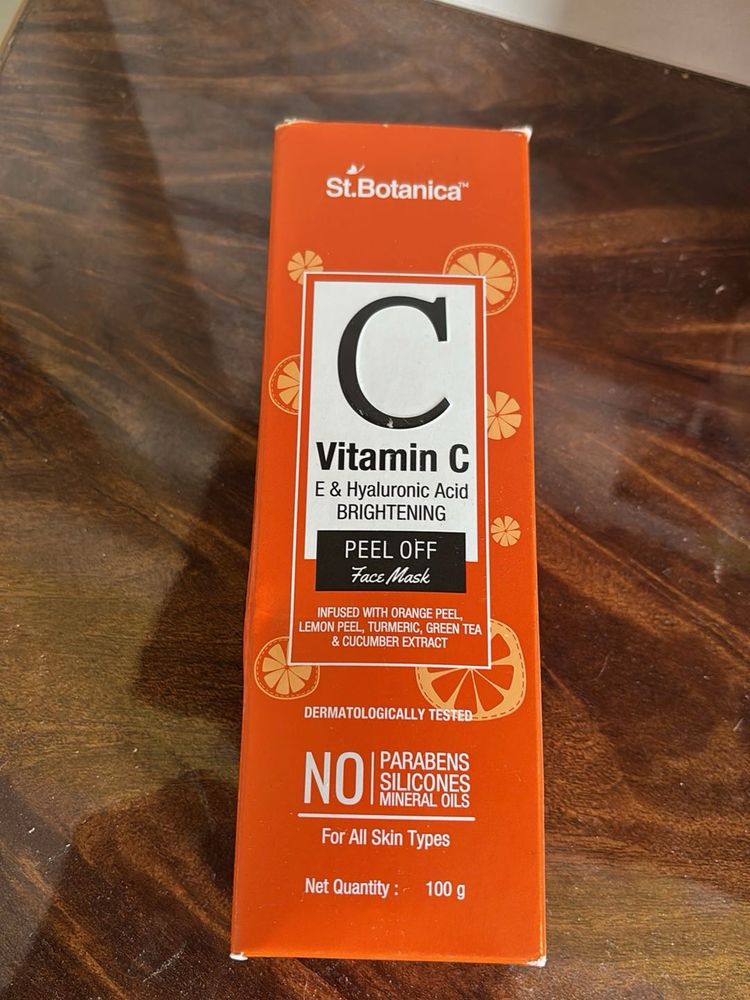 St.Botanica™
C
Vitamin C
E & Hyaluronic Acid
BRIGHTENING
PEEL OFF
Face Mask
INFUSED WITH ORANGE PEEL,
LEMON PEEL, TURMERIC, GREEN TEA
& CUCUMBER EXTRACT
DERMATOLOGICALLY TESTED
NO
PARABENS
SILICONES
MINERAL OILS
For All Skin Types
Net Quantity : 100 g